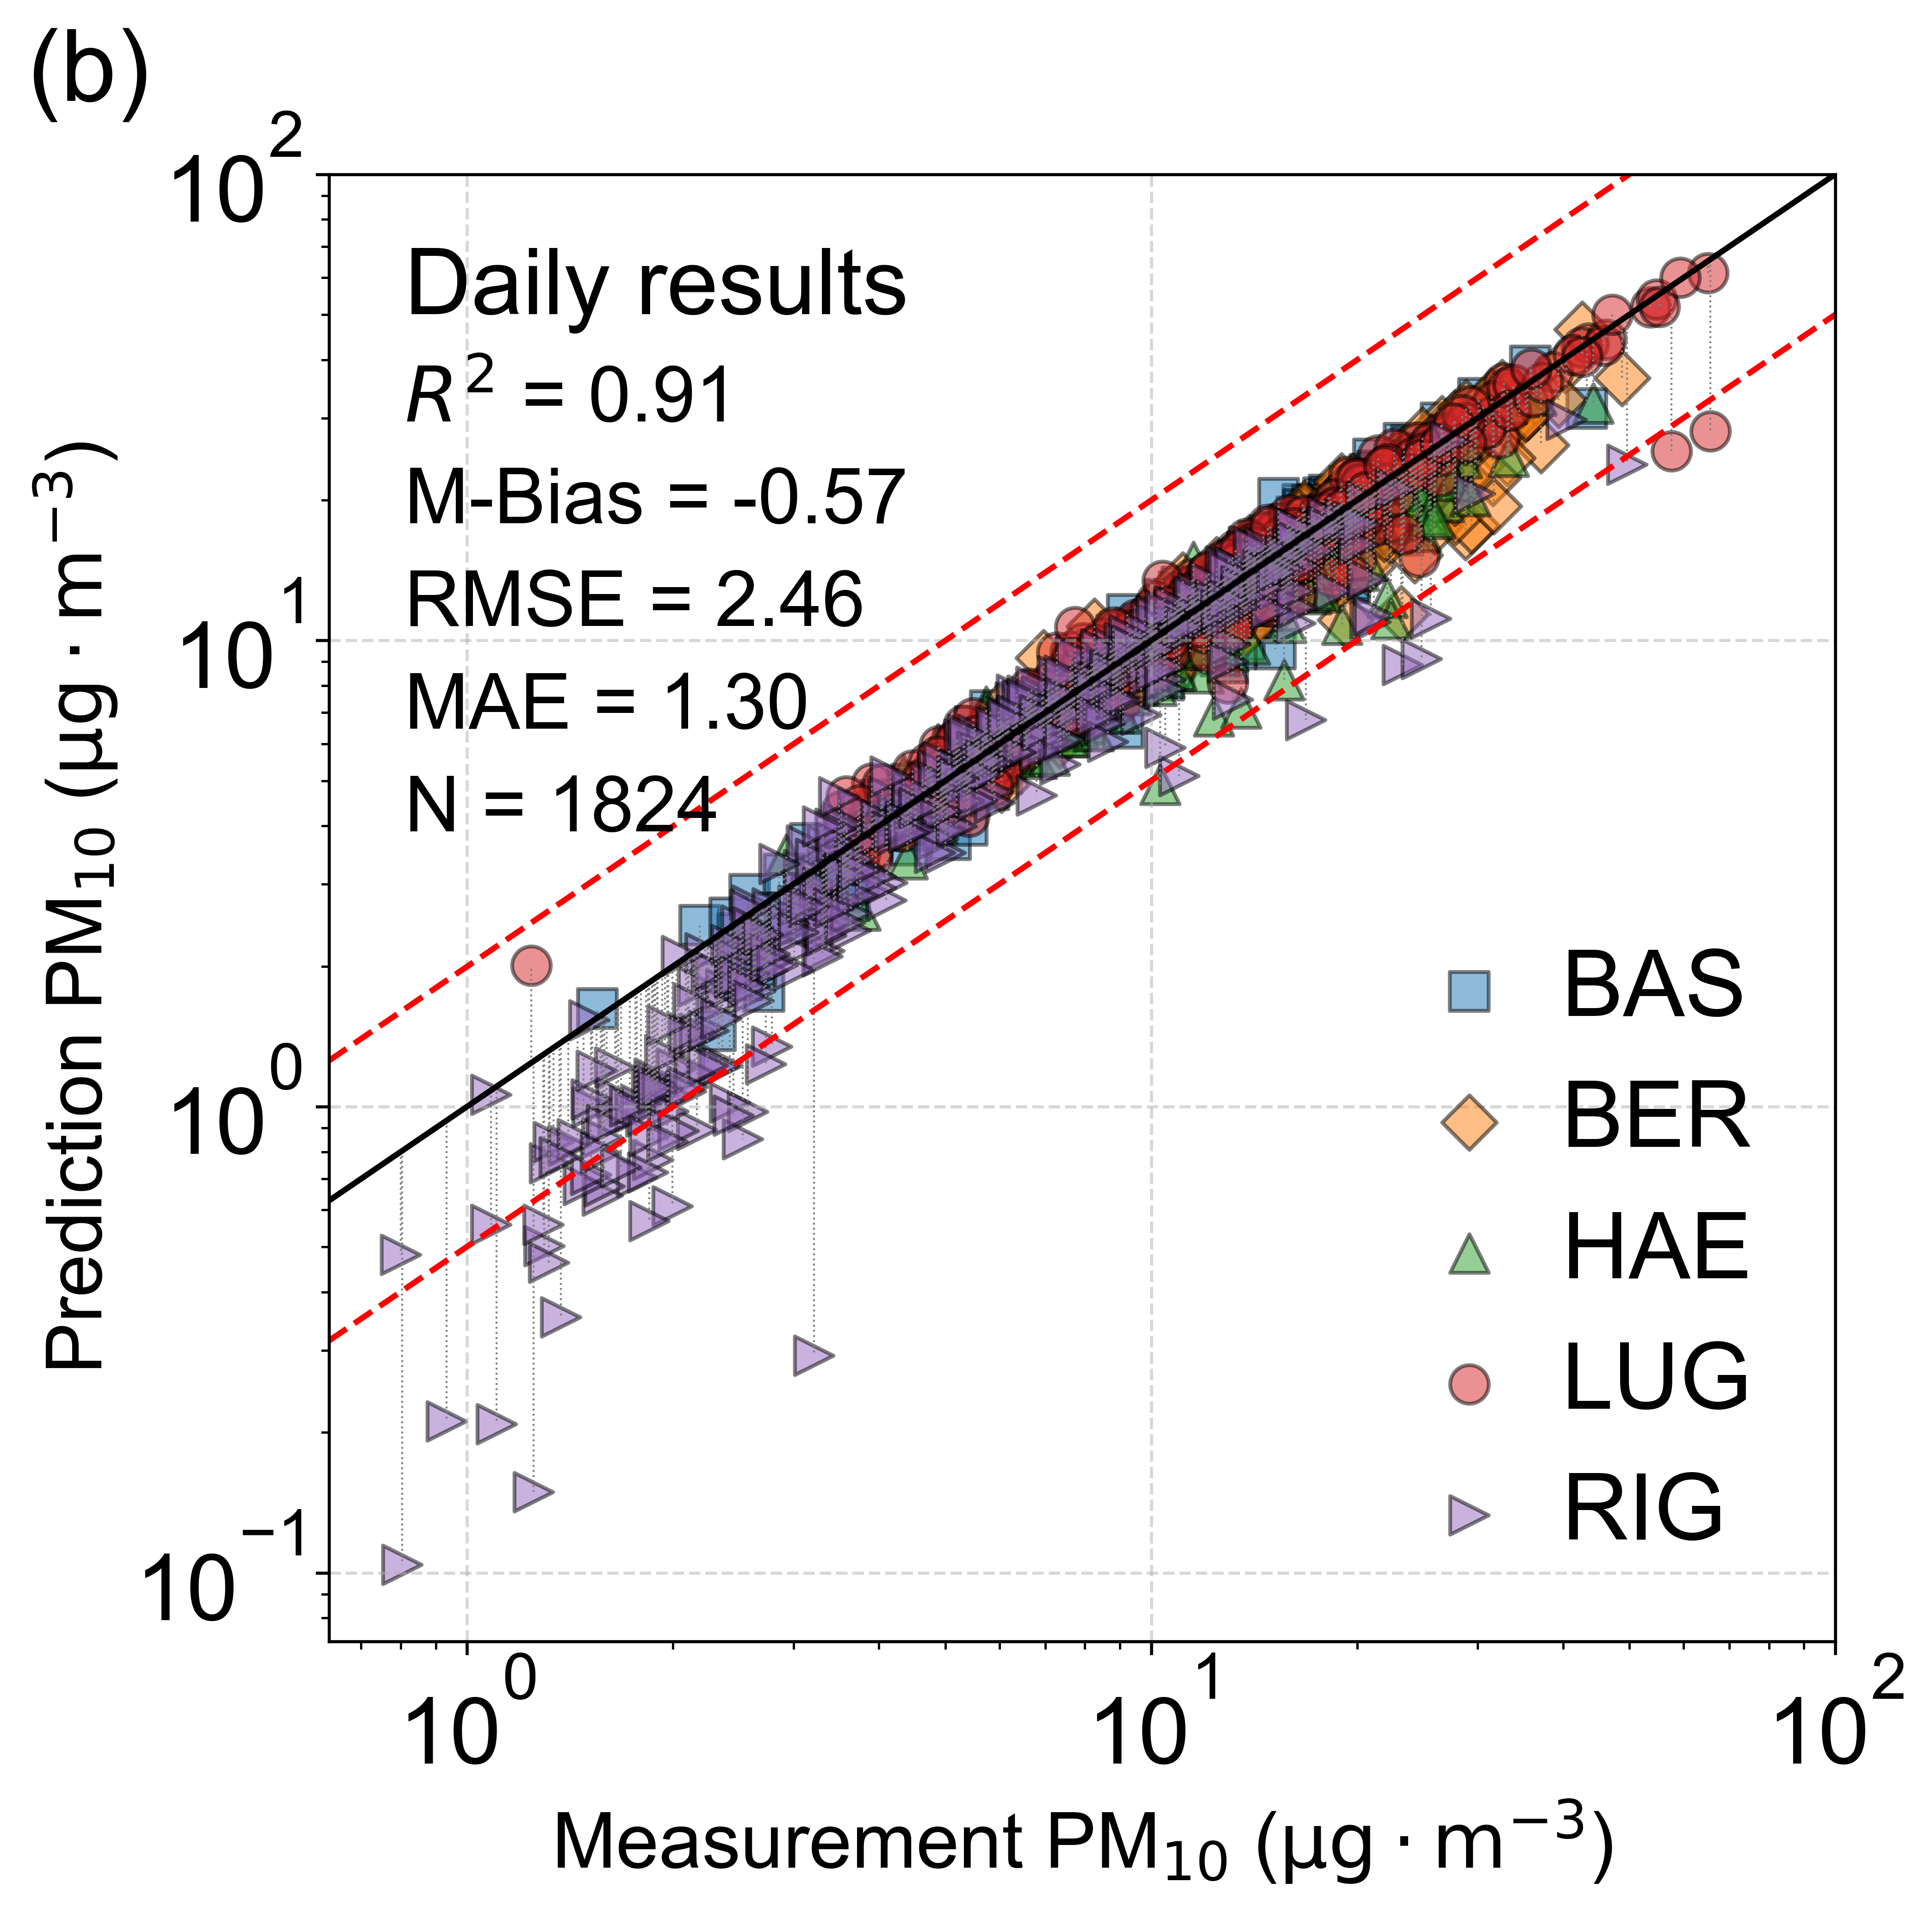 (b)
Daily results
R² = 0.91
M-Bias = -0.57
RMSE = 2.46
MAE = 1.30
N = 1824
BAS
BER
HAE
LUG
RIG
10²
10¹
10⁰
10⁻¹
Prediction PM₁₀ (µg · m⁻³)
10⁰ 10¹ 10²
Measurement PM₁₀ (µg · m⁻³)